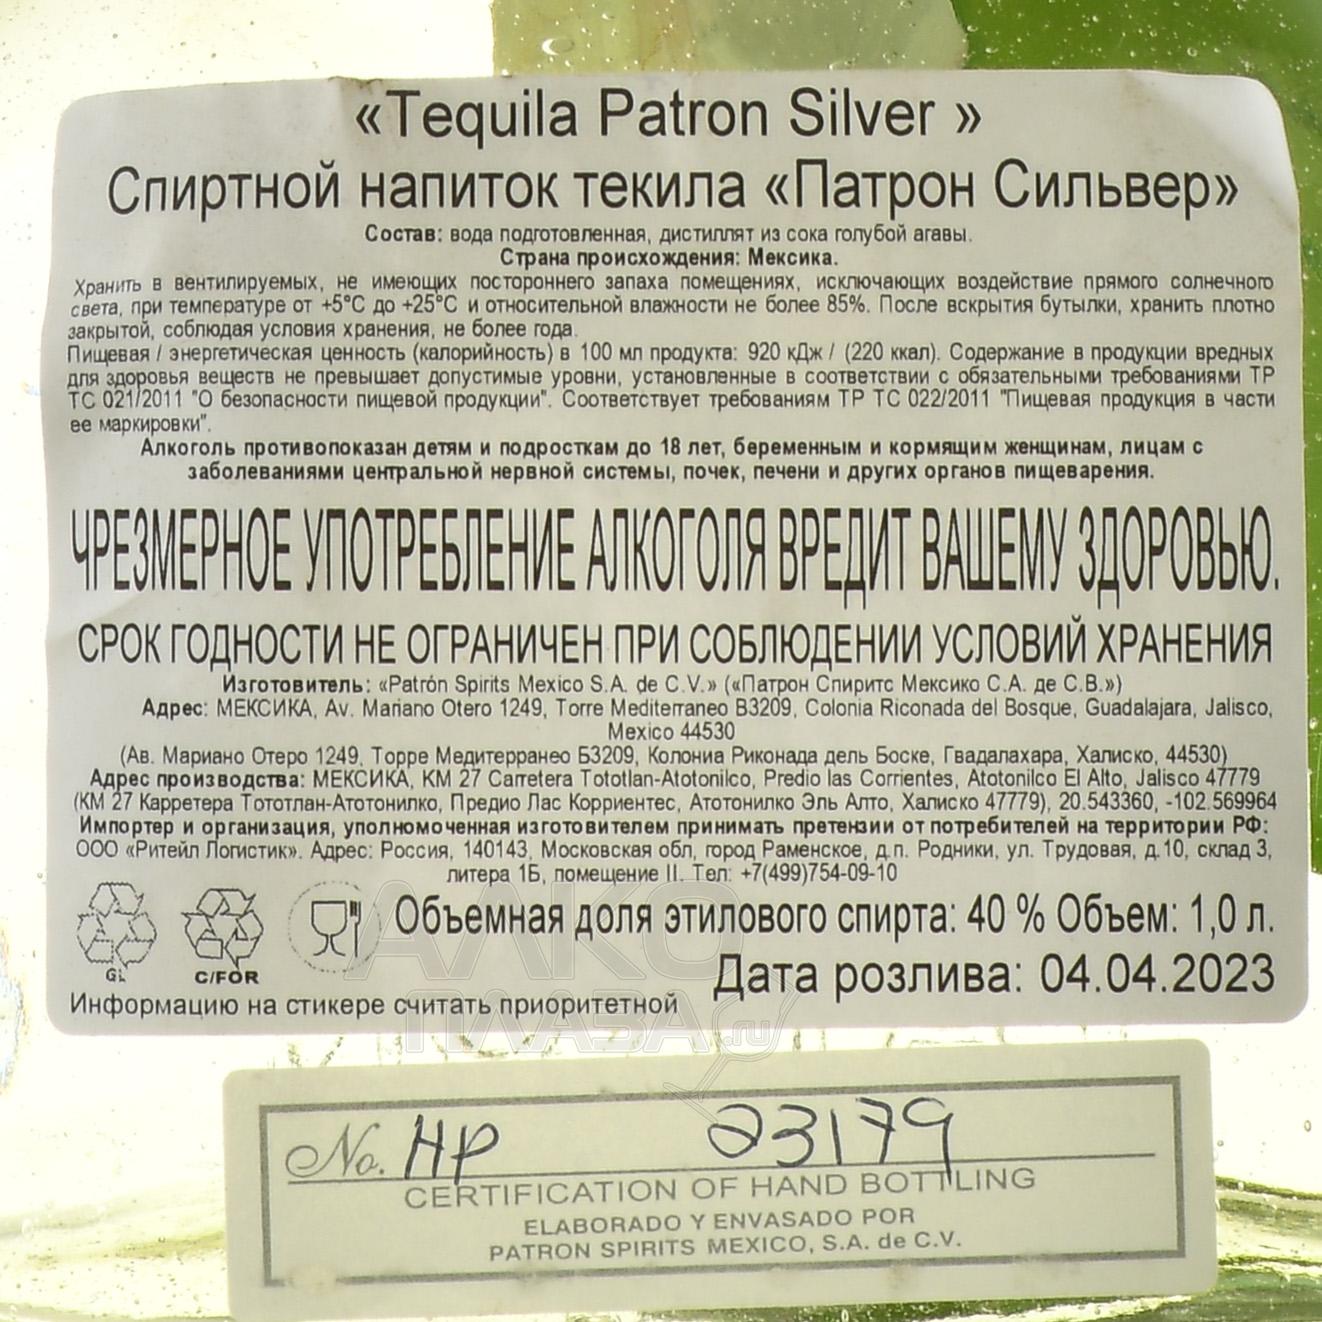 «Tequila Patron Silver »
Спиртной напиток текила «Патрон Сильвер»
Состав: вода подготовленная, дистиллят из сока голубой агавы.
Страна происхождения: Мексика.
Хранить в вентилируемых, не имеющих постороннего запаха помещениях, исключающих воздействие прямого солнечного
света, при температуре от +5°С до +25°С и относительной влажности не более 85%. После вскрытия бутылки, хранить плотно
закрытой, соблюдая условия хранения, не более года.
Пищевая / энергетическая ценность (калорийность) в 100 мл продукта: 920 кДж / (220 ккал). Содержание в продукции вредных
для здоровья веществ не превышает допустимые уровни, установленные в соответствии с обязательными требованиями ТР
ТС 021/2011 "О безопасности пищевой продукции". Соответствует требованиям ТР ТС 022/2011 "Пищевая продукция в части
ее маркировки".
Алкоголь противопоказан детям и подросткам до 18 лет, беременным и кормящим женщинам, лицам с
заболеваниями центральной нервной системы, почек, печени и других органов пищеварения.
ЧРЕЗМЕРНОЕ УПОТРЕБЛЕНИЕ АЛКОГОЛЯ ВРЕДИТ ВАШЕМУ ЗДОРОВЬЮ.
СРОК ГОДНОСТИ НЕ ОГРАНИЧЕН ПРИ СОБЛЮДЕНИИ УСЛОВИЙ ХРАНЕНИЯ
Изготовитель: «Patrón Spirits Mexico S.A. de C.V.» («Патрон Спиритс Мексико С.А. де С.В.»)
Адрес: МЕКСИКА, Av. Mariano Otero 1249, Torre Mediterraneo B3209, Colonia Riconada del Bosque, Guadalajara, Jalisco,
Mexico 44530
(Ав. Мариано Отеро 1249, Торре Медитерранео Б3209, Колониа Риконада дель Боске, Гвадалахара, Халиско, 44530)
Адрес производства: МЕКСИКА, KM 27 Carretera Tototlan-Atotonilco, Predio las Corrientes, Atotonilco El Alto, Jalisco 47779
(КМ 27 Карретера Тототлан-Атотонилко, Предио Лас Корриентес, Атотонилко Эль Алто, Халиско 47779), 20.543360, -102.569964
Импортер и организация, уполномоченная изготовителем принимать претензии от потребителей на территории РФ:
ООО «Ритейл Логистик». Адрес: Россия, 140143, Московская обл, город Раменское, д.п. Родники, ул. Трудовая, д.10, склад 3,
литера 1Б, помещение II. Тел: +7(499)754-09-10
Объемная доля этилового спирта: 40 % Объем: 1,0 л.
GL C/FOR
Дата розлива: 04.04.2023
Информацию на стикере считать приоритетной
АЛКО
ПЛАЗА.ru
No. HP 23179
CERTIFICATION OF HAND BOTTLING
ELABORADO Y ENVASADO POR
PATRON SPIRITS MEXICO, S.A. de C.V.